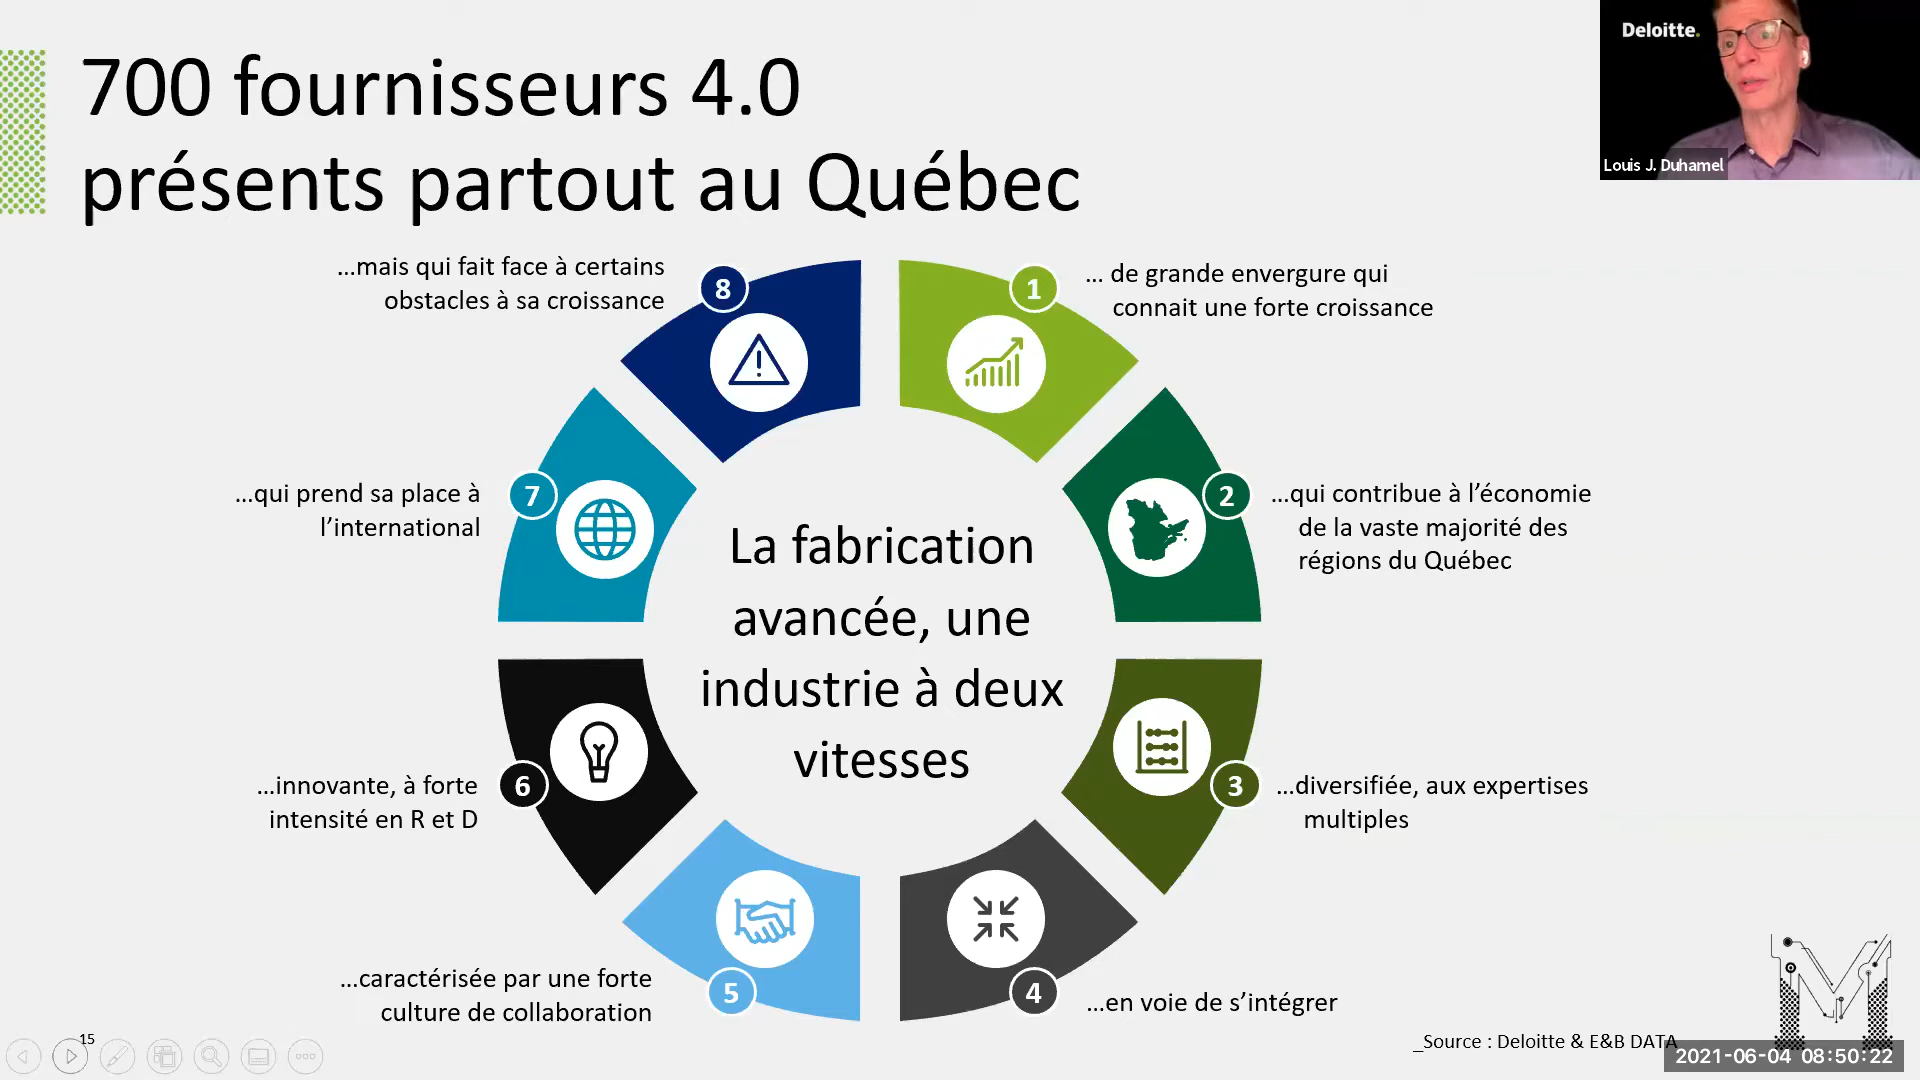 700 fournisseurs 4.0
présents partout au Québec
Deloitte.
Louis J. Duhamel
1
... de grande envergure qui
connait une forte croissance
2
...qui contribue à l’économie
de la vaste majorité des
régions du Québec
3
...diversifiée, aux expertises
multiples
4
...en voie de s’intégrer
5
...caractérisée par une forte
culture de collaboration
6
...innovante, à forte
intensité en R et D
7
...qui prend sa place à
l’international
8
...mais qui fait face à certains
obstacles à sa croissance
La fabrication
avancée, une
industrie à deux
vitesses
15
_Source : Deloitte & E&B DATA
M
2021-06-04 08:50:22